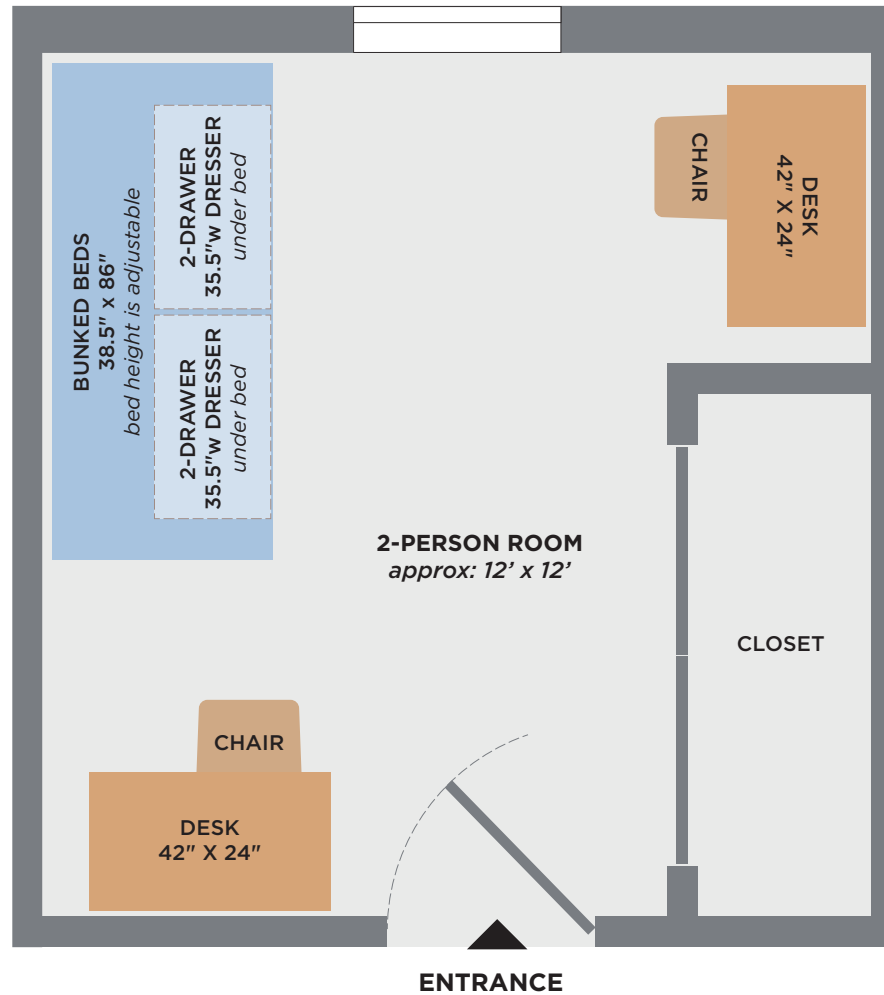 BUNKED BEDS
38.5" x 86"
bed height is adjustable
2-DRAWER
35.5"w DRESSER
under bed
2-DRAWER
35.5"w DRESSER
under bed
CHAIR
DESK
42" X 24"
2-PERSON ROOM
approx: 12’ x 12’
CLOSET
CHAIR
DESK
42" X 24"
ENTRANCE